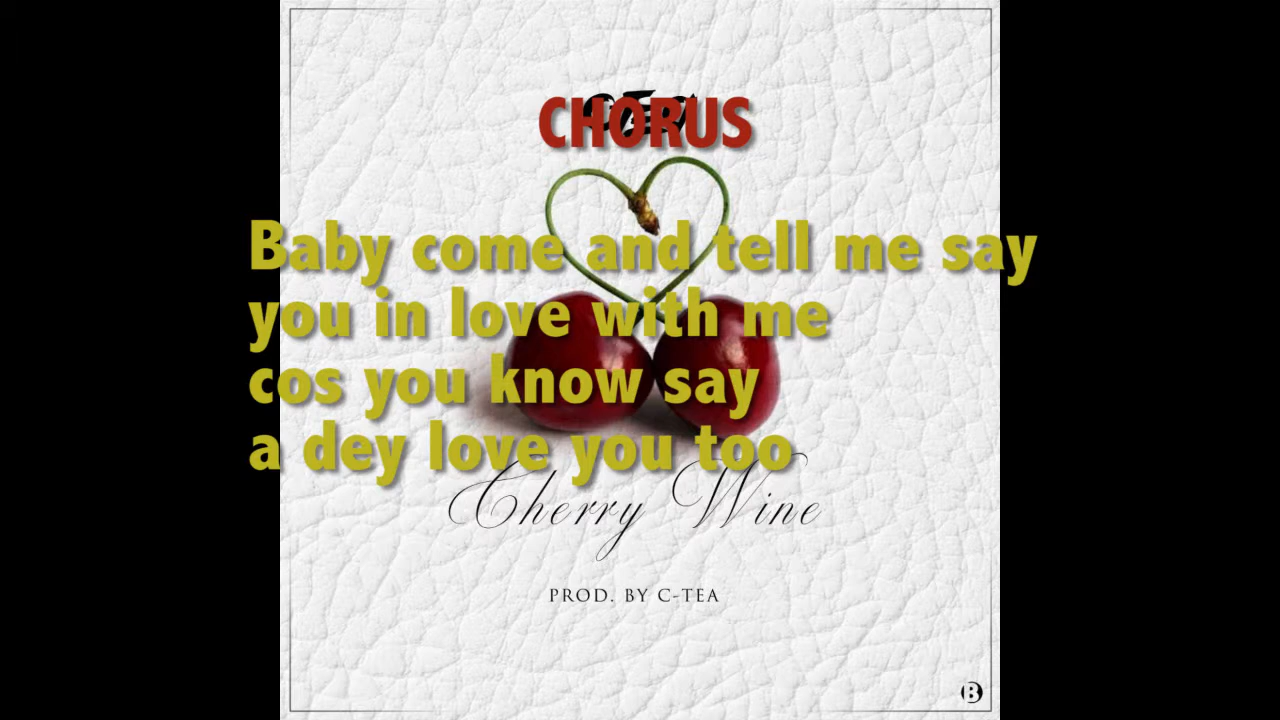 CHORUS
Baby come and tell me say
you in love with me
cos you know say
a dey love you too
Cherry Wine
PROD. BY C-TEA
B